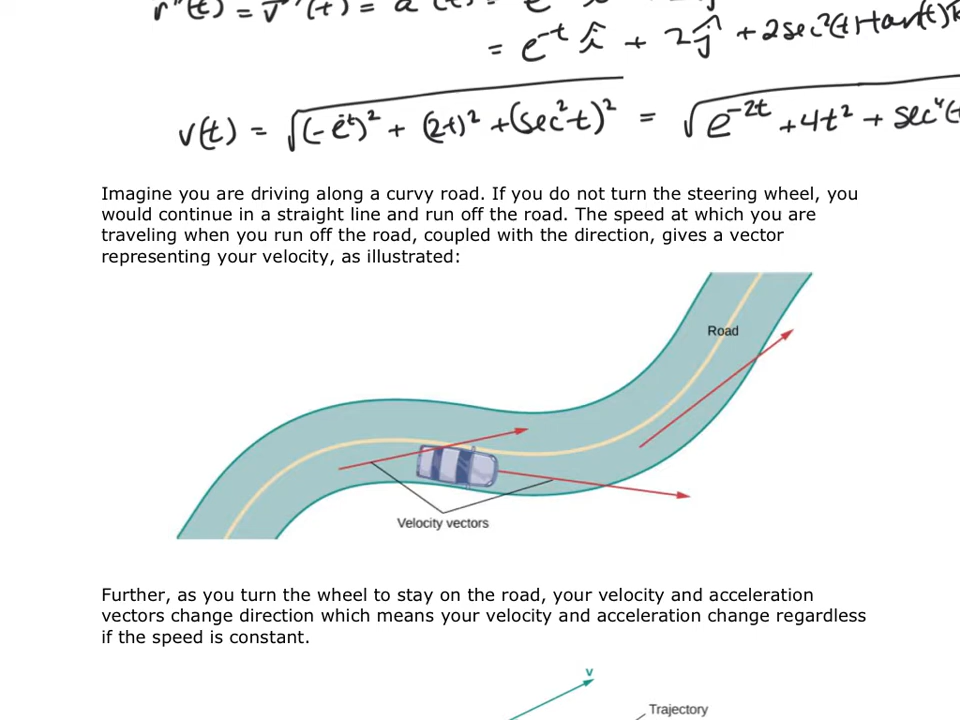 r''(t) = v'(t) = a(t) = e
= e^{-t} î + 2ĵ + 2sec²(t)tan(t)k
v(t) = √((-e^{-t})² + (2t)² + (sec²t)²) = √(e^{-2t} + 4t² + sec⁴(t
Imagine you are driving along a curvy road. If you do not turn the steering wheel, you
would continue in a straight line and run off the road. The speed at which you are
traveling when you run off the road, coupled with the direction, gives a vector
representing your velocity, as illustrated:
Road
Velocity vectors
Further, as you turn the wheel to stay on the road, your velocity and acceleration
vectors change direction which means your velocity and acceleration change regardless
if the speed is constant.
v
Trajectory